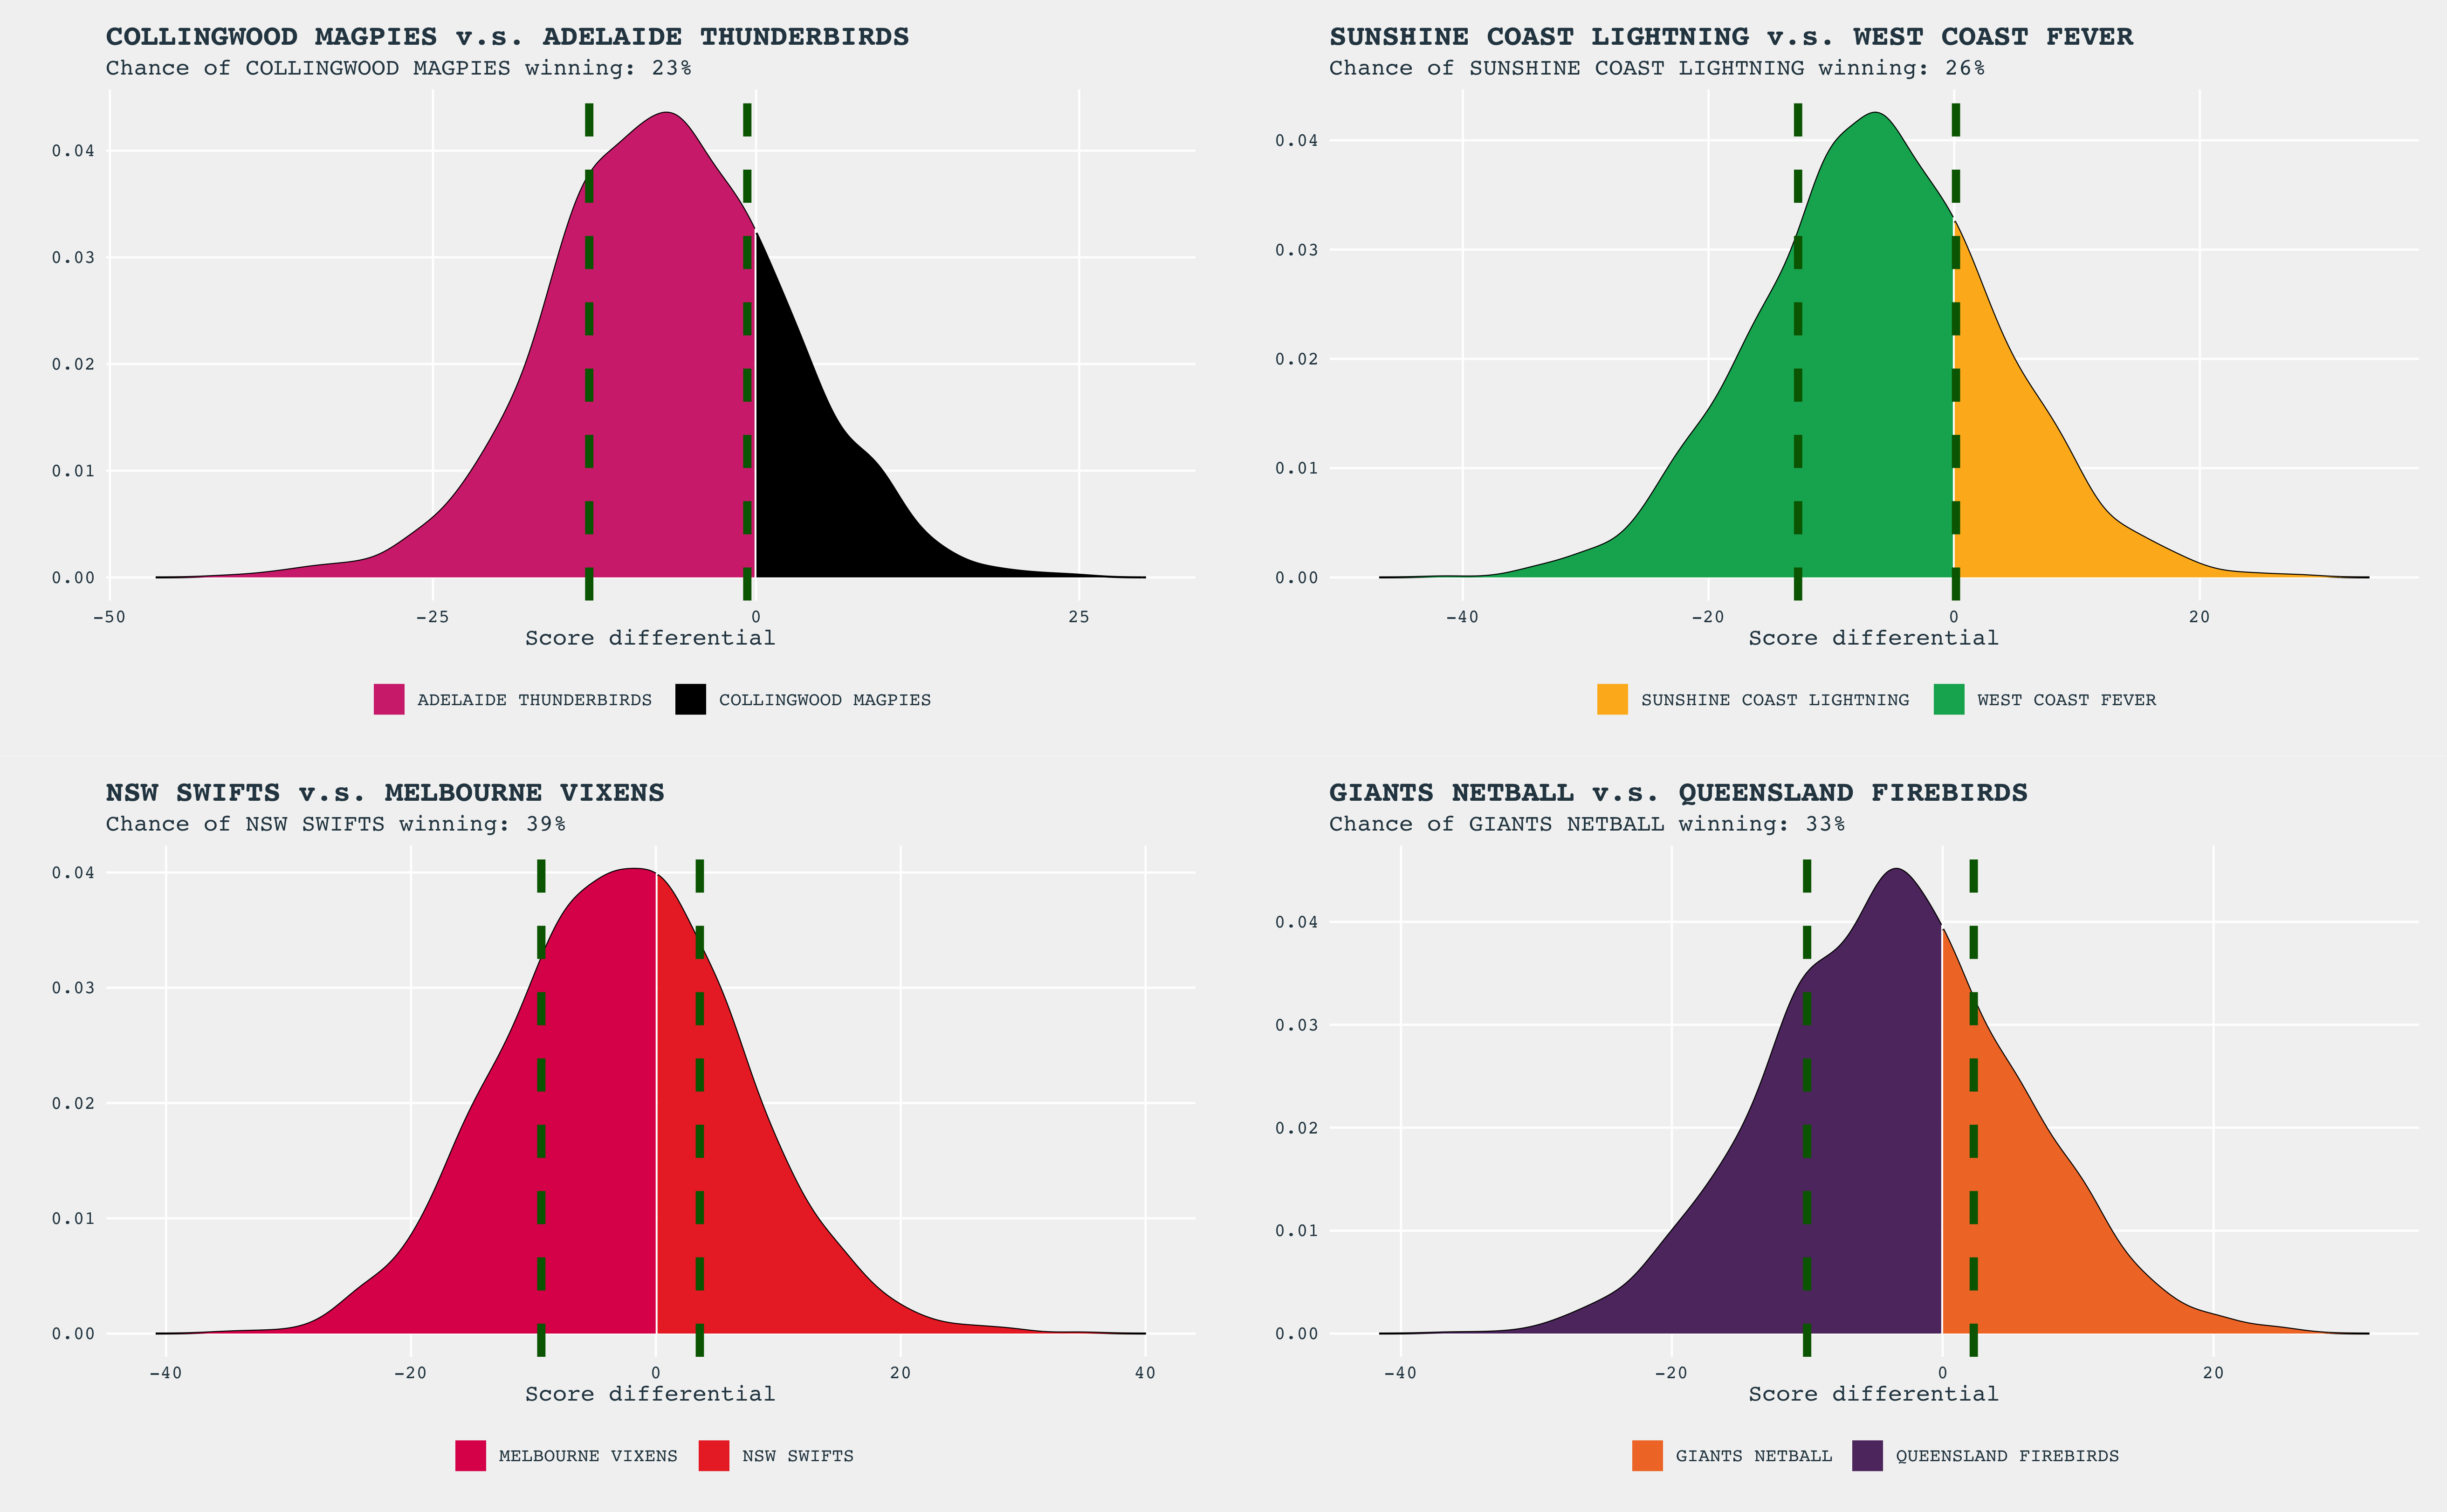 COLLINGWOOD MAGPIES v.s. ADELAIDE THUNDERBIRDS
Chance of COLLINGWOOD MAGPIES winning: 23%
0.04
0.03
0.02
0.01
0.00
-50 -25 0 25
Score differential
ADELAIDE THUNDERBIRDS COLLINGWOOD MAGPIES
SUNSHINE COAST LIGHTNING v.s. WEST COAST FEVER
Chance of SUNSHINE COAST LIGHTNING winning: 26%
0.04
0.03
0.02
0.01
0.00
-40 -20 0 20
Score differential
SUNSHINE COAST LIGHTNING WEST COAST FEVER
NSW SWIFTS v.s. MELBOURNE VIXENS
Chance of NSW SWIFTS winning: 39%
0.04
0.03
0.02
0.01
0.00
-40 -20 0 20 40
Score differential
MELBOURNE VIXENS NSW SWIFTS
GIANTS NETBALL v.s. QUEENSLAND FIREBIRDS
Chance of GIANTS NETBALL winning: 33%
0.04
0.03
0.02
0.01
0.00
-40 -20 0 20
Score differential
GIANTS NETBALL QUEENSLAND FIREBIRDS